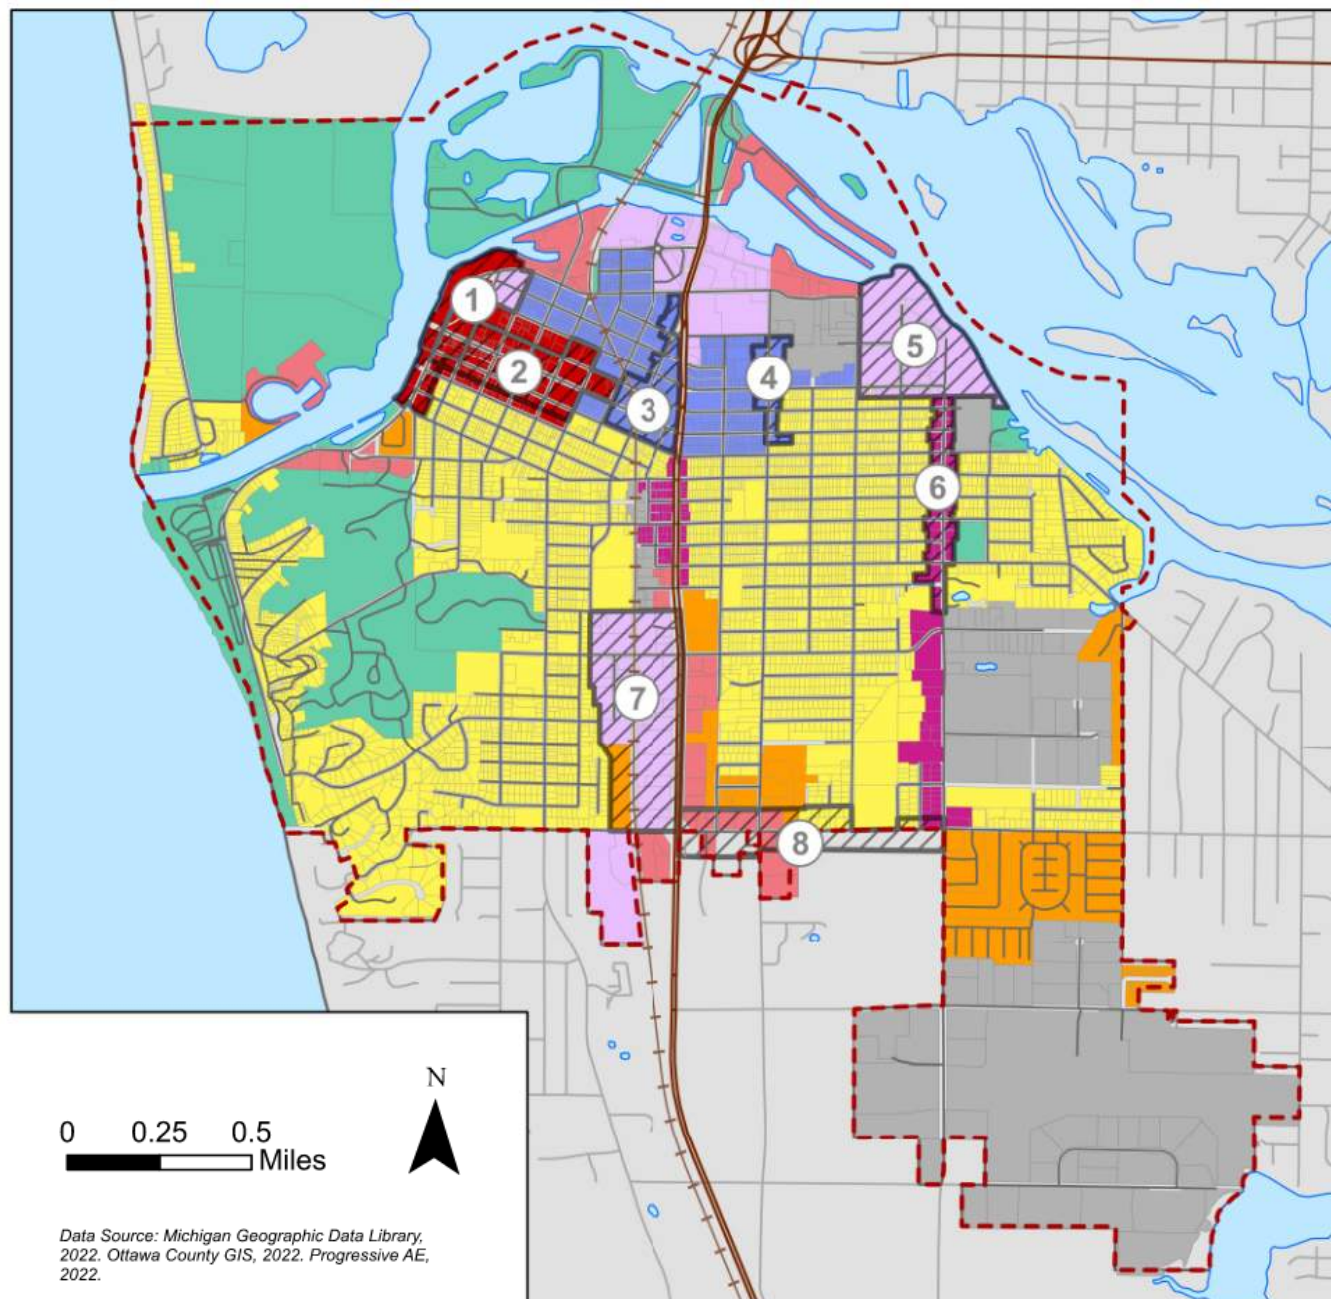 1
2
3
4
5
6
7
8
N
0 0.25 0.5
Miles
Data Source: Michigan Geographic Data Library,
2022. Ottawa County GIS, 2022. Progressive AE,
2022.